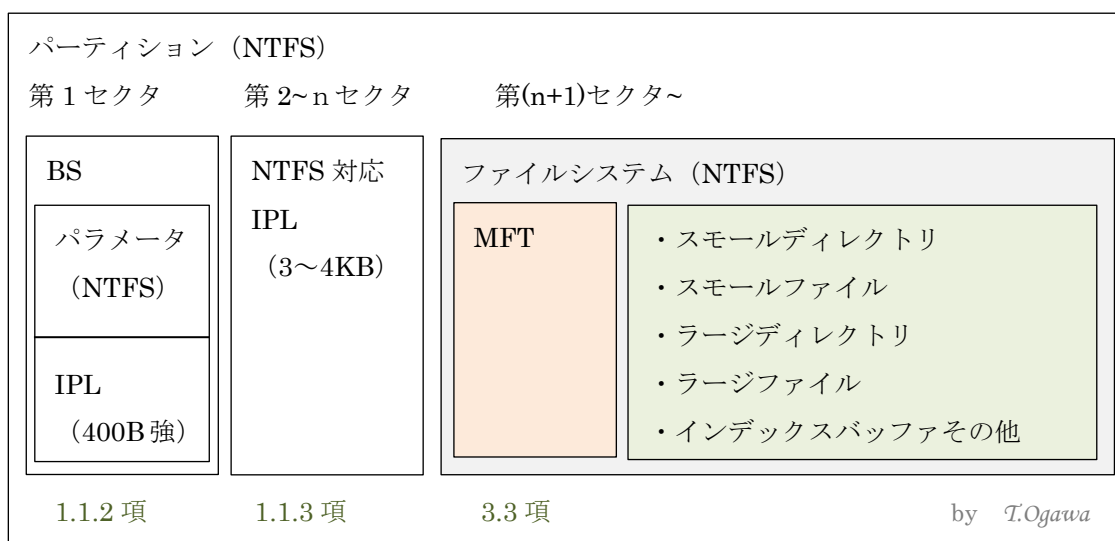 パーティション（NTFS）
第 1 セクタ
第 2~ｎセクタ
第(n+1)セクタ~
BS
パラメータ
（NTFS）
IPL
（400B 強）
NTFS 対応
IPL
（3～4KB）
ファイルシステム（NTFS）
MFT
・スモールディレクトリ
・スモールファイル
・ラージディレクトリ
・ラージファイル
・インデックスバッファその他
1.1.2 項
1.1.3 項
3.3 項
by T.Ogawa